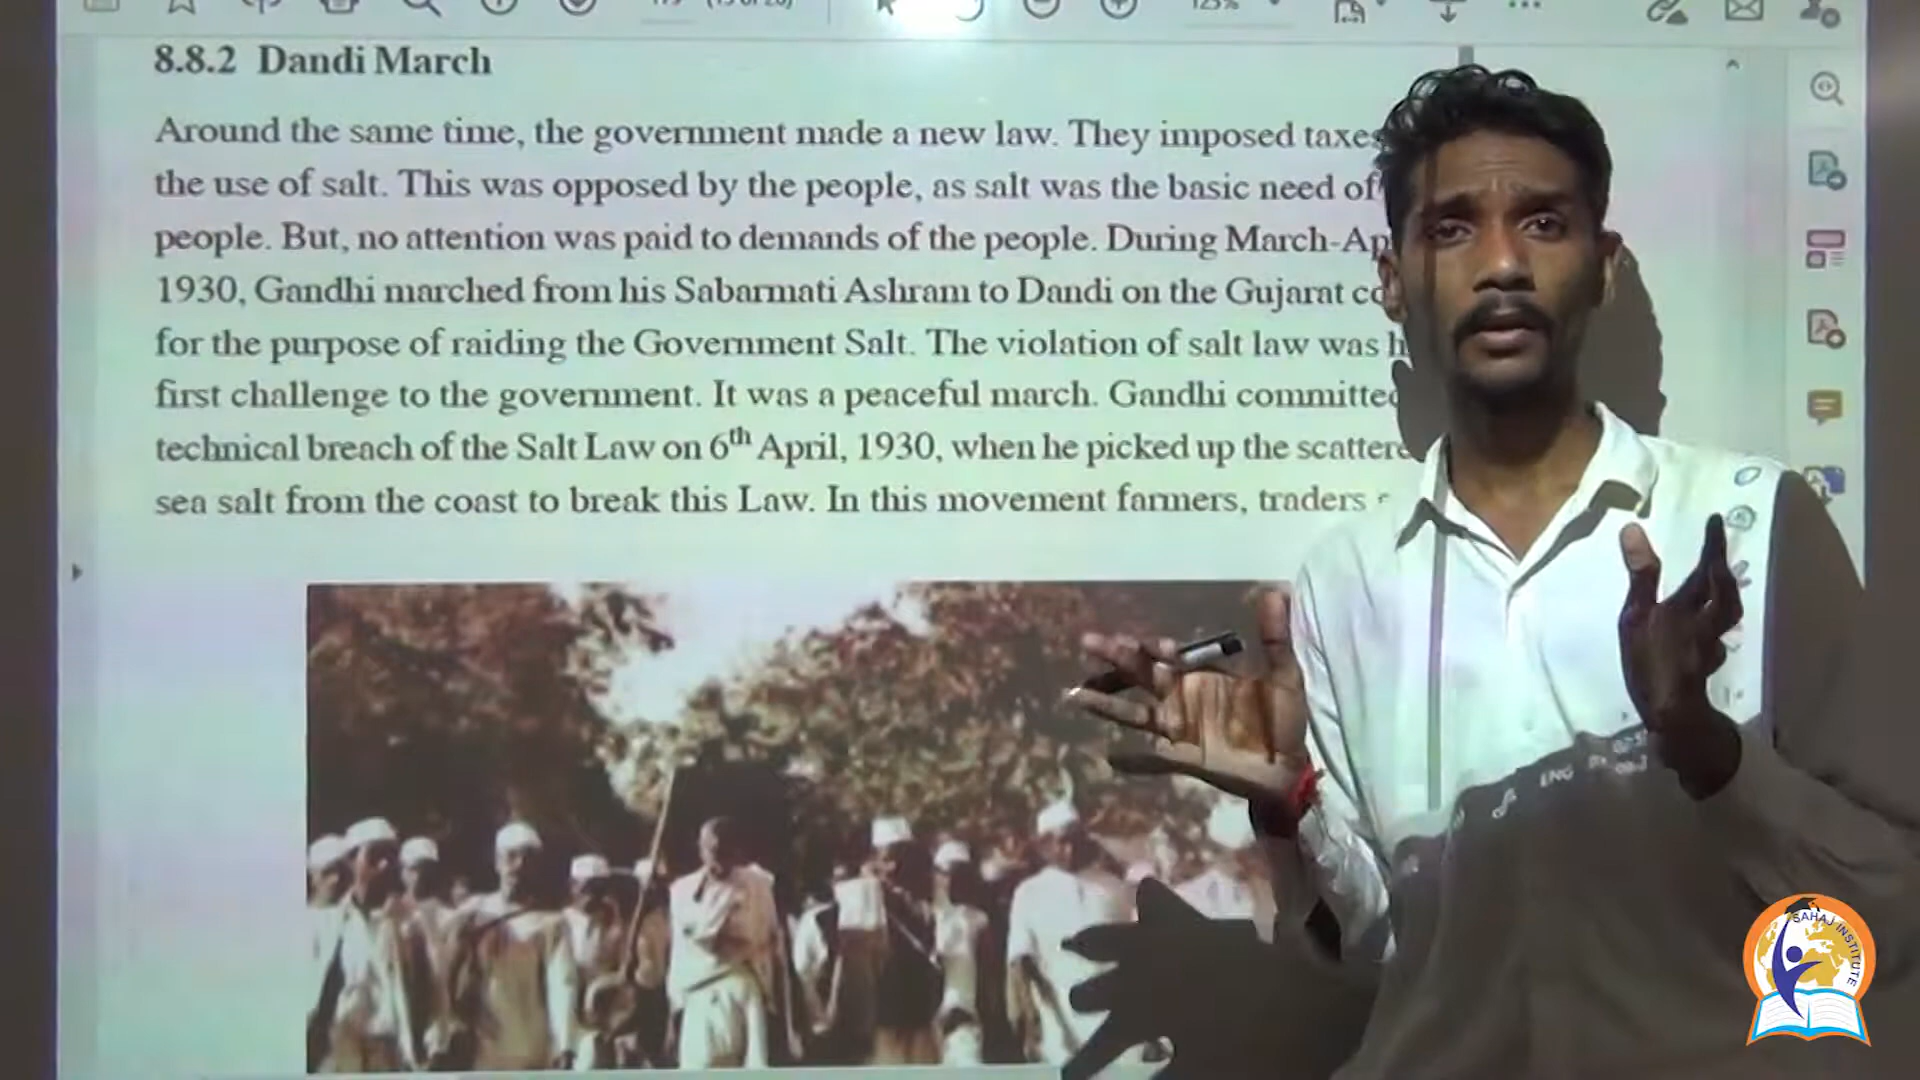 8.8.2 Dandi March
Around the same time, the government made a new law. They imposed taxes
the use of salt. This was opposed by the people, as salt was the basic need of
people. But, no attention was paid to demands of the people. During March-Ap
1930, Gandhi marched from his Sabarmati Ashram to Dandi on the Gujarat co
for the purpose of raiding the Government Salt. The violation of salt law was h
first challenge to the government. It was a peaceful march. Gandhi committed
technical breach of the Salt Law on 6th April, 1930, when he picked up the scattere
sea salt from the coast to break this Law. In this movement farmers, traders
ENG
SAHAJ INSTITUTE